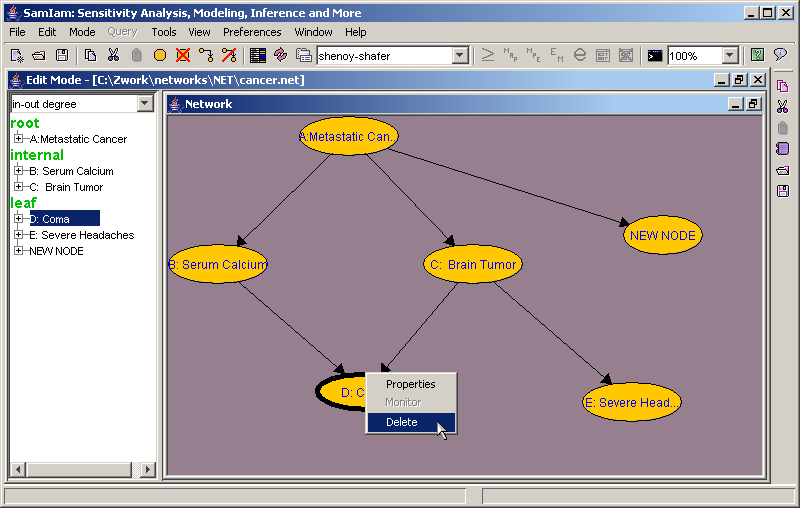 SamIam: Sensitivity Analysis, Modeling, Inference and More
File Edit Mode Query Tools View Preferences Window Help
shenoy-shafer
100%
Edit Mode - [C:\Zwork\networks\NET\cancer.net]
in-out degree
root
A:Metastatic Cancer
internal
B: Serum Calcium
C: Brain Tumor
leaf
D: Coma
E: Severe Headaches
NEW NODE
Network
A:Metastatic Can...
NEW NODE
B: Serum Calcium
C: Brain Tumor
D: C
E: Severe Head...
Properties
Monitor
Delete